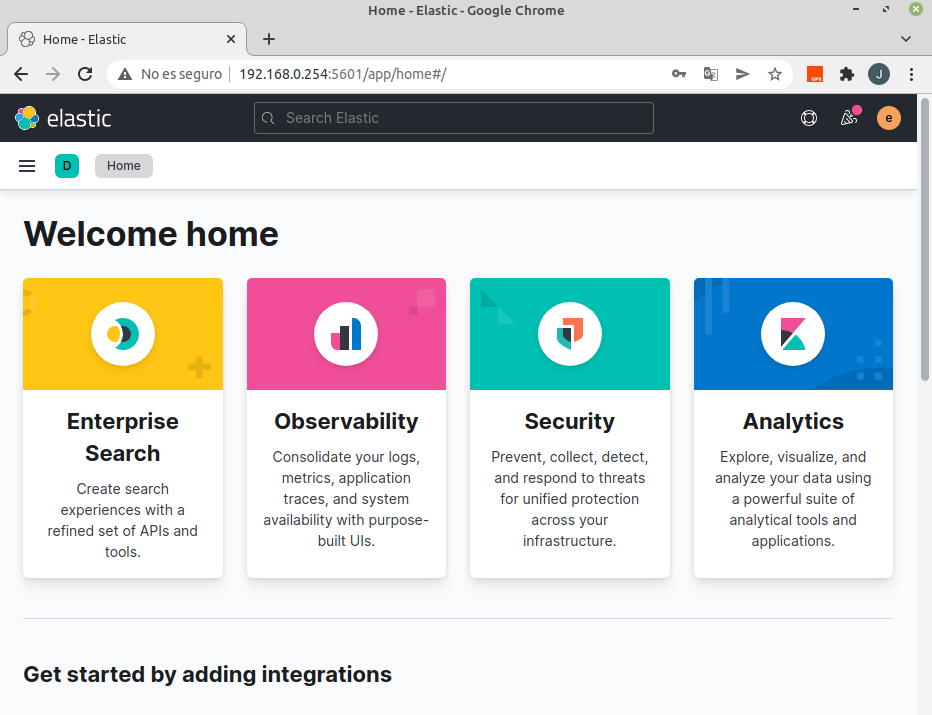 Home - Elastic - Google Chrome
Home - Elastic
No es seguro 192.168.0.254:5601/app/home#/
GPX
J
elastic
Search Elastic
e
D
Home
Welcome home
Enterprise
Search
Create search
experiences with a
refined set of APIs and
tools.
Observability
Consolidate your logs,
metrics, application
traces, and system
availability with purpose-
built UIs.
Security
Prevent, collect, detect,
and respond to threats
for unified protection
across your
infrastructure.
Analytics
Explore, visualize, and
analyze your data using
a powerful suite of
analytical tools and
applications.
Get started by adding integrations